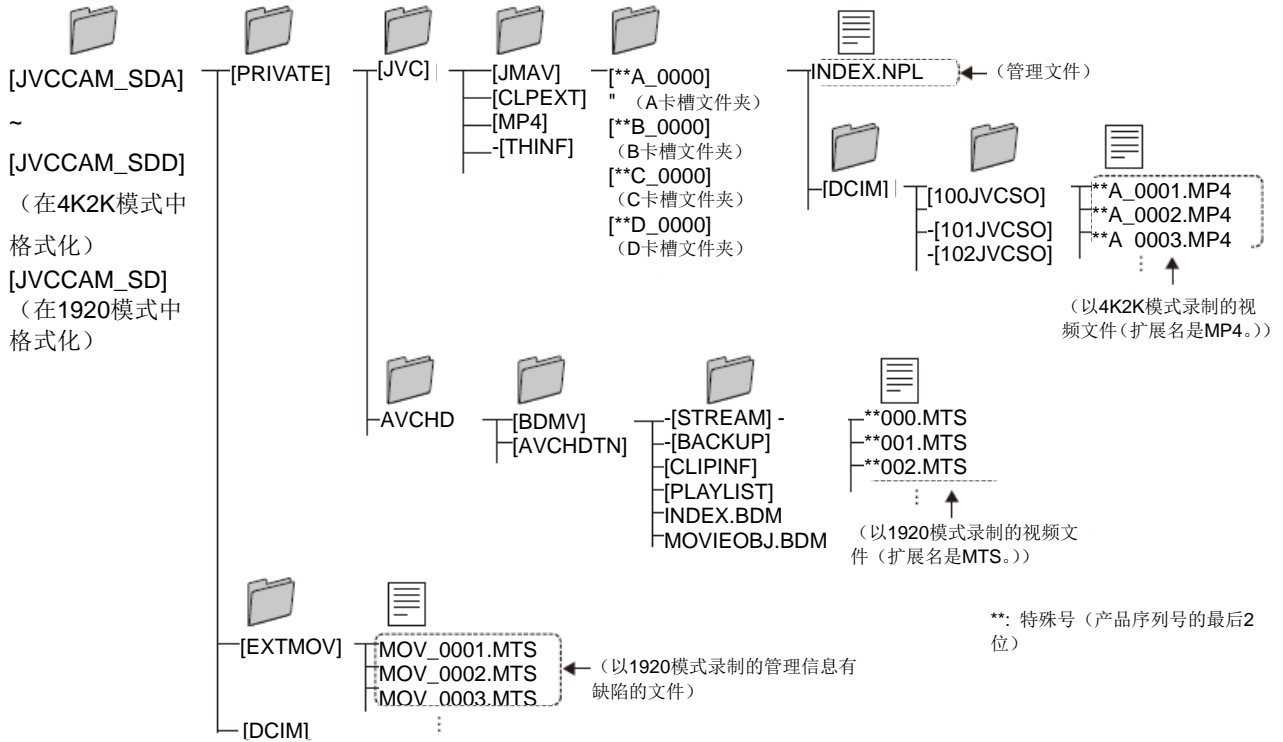 [JVCCAM_SDA]
~
[JVCCAM_SDD]
（在4K2K模式中
格式化）
[JVCCAM_SD]
（在1920模式中
格式化）
[PRIVATE]
[JVC]
[JMAV]
[CLPEXT]
[MP4]
-[THINF]
[**A_0000]
" （A卡槽文件夹）
[**B_0000]
（B卡槽文件夹）
[**C_0000]
（C卡槽文件夹）
[**D_0000]
（D卡槽文件夹）
INDEX.NPL
（管理文件）
[DCIM]
[100JVCSO]
-[101JVCSO]
-[102JVCSO]
**A_0001.MP4
**A_0002.MP4
**A_0003.MP4
（以4K2K模式录制的视
频文件（扩展名是MP4。））
AVCHD
[BDMV]
[AVCHDTN]
-[STREAM] -
-[BACKUP]
[CLIPINF]
[PLAYLIST]
INDEX.BDM
MOVIEOBJ.BDM
**000.MTS
**001.MTS
**002.MTS
（以1920模式录制的视频文
件（扩展名是MTS。））
[EXTMOV]
MOV_0001.MTS
MOV_0002.MTS
MOV_0003.MTS
（以1920模式录制的管理信息有
缺陷的文件）
**: 特殊号（产品序列号的最后2
位）
[DCIM]